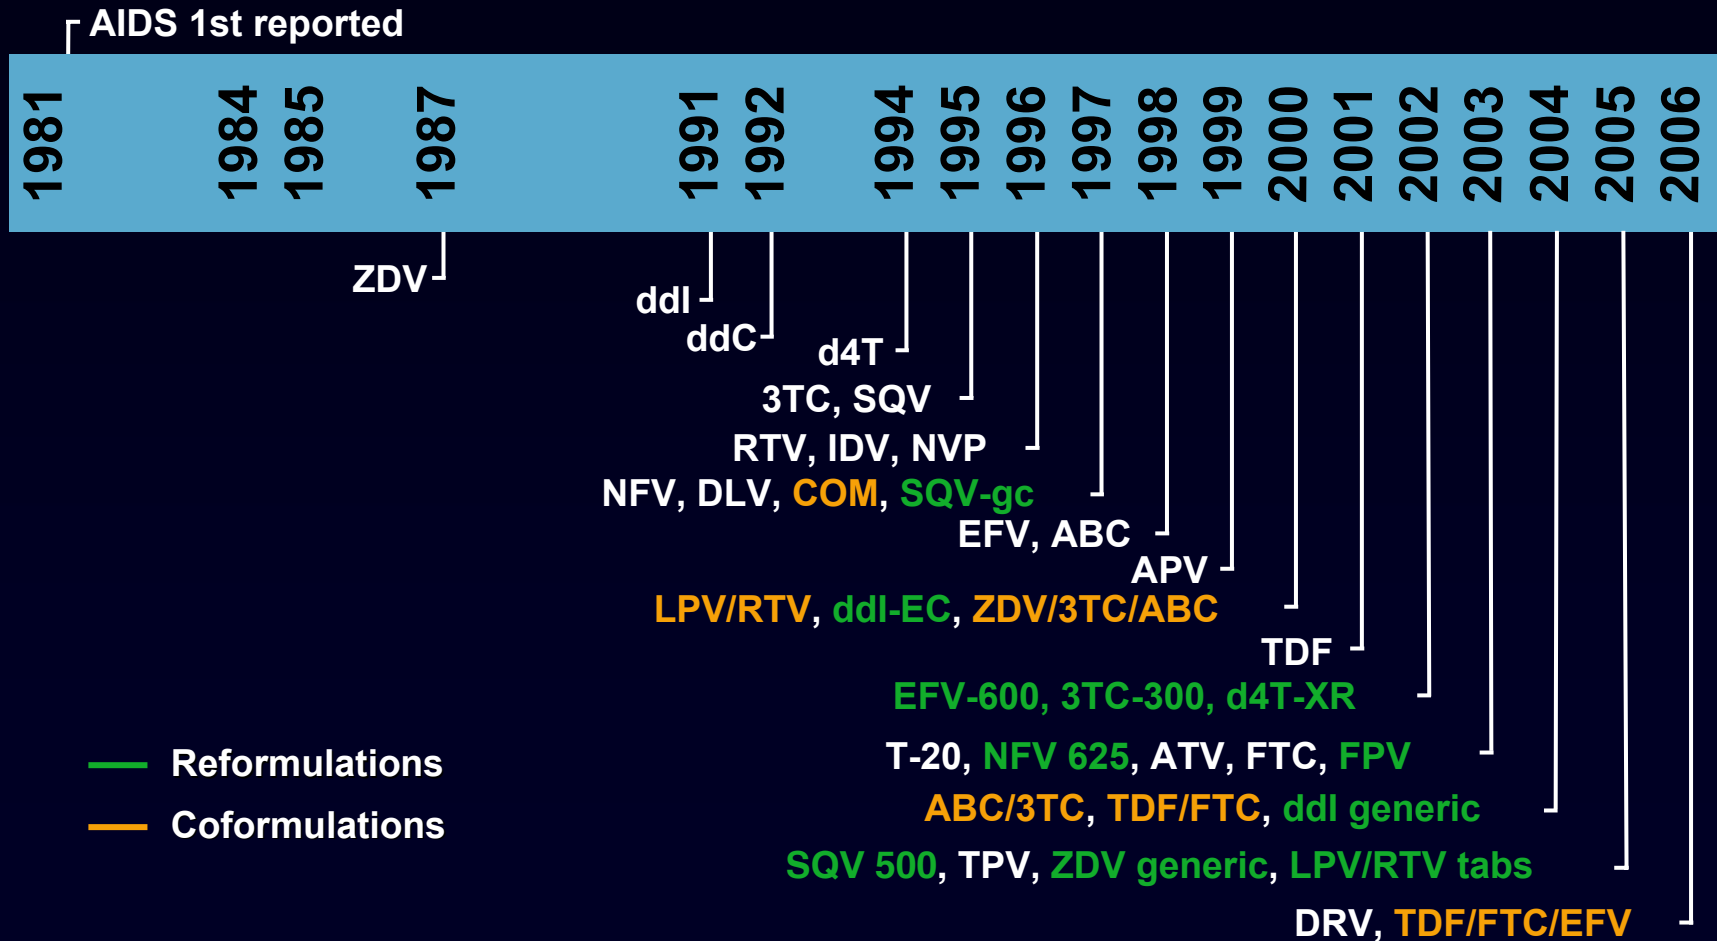 AIDS 1st reported
1981 1984 1985 1987 1991 1992 1994 1995 1996 1997 1998 1999 2000 2001 2002 2003 2004 2005 2006
ZDV
ddI
ddC
d4T
3TC, SQV
RTV, IDV, NVP
NFV, DLV, COM, SQV-gc
EFV, ABC
APV
LPV/RTV, ddI-EC, ZDV/3TC/ABC
TDF
EFV-600, 3TC-300, d4T-XR
T-20, NFV 625, ATV, FTC, FPV
ABC/3TC, TDF/FTC, ddI generic
SQV 500, TPV, ZDV generic, LPV/RTV tabs
DRV, TDF/FTC/EFV
Reformulations
Coformulations